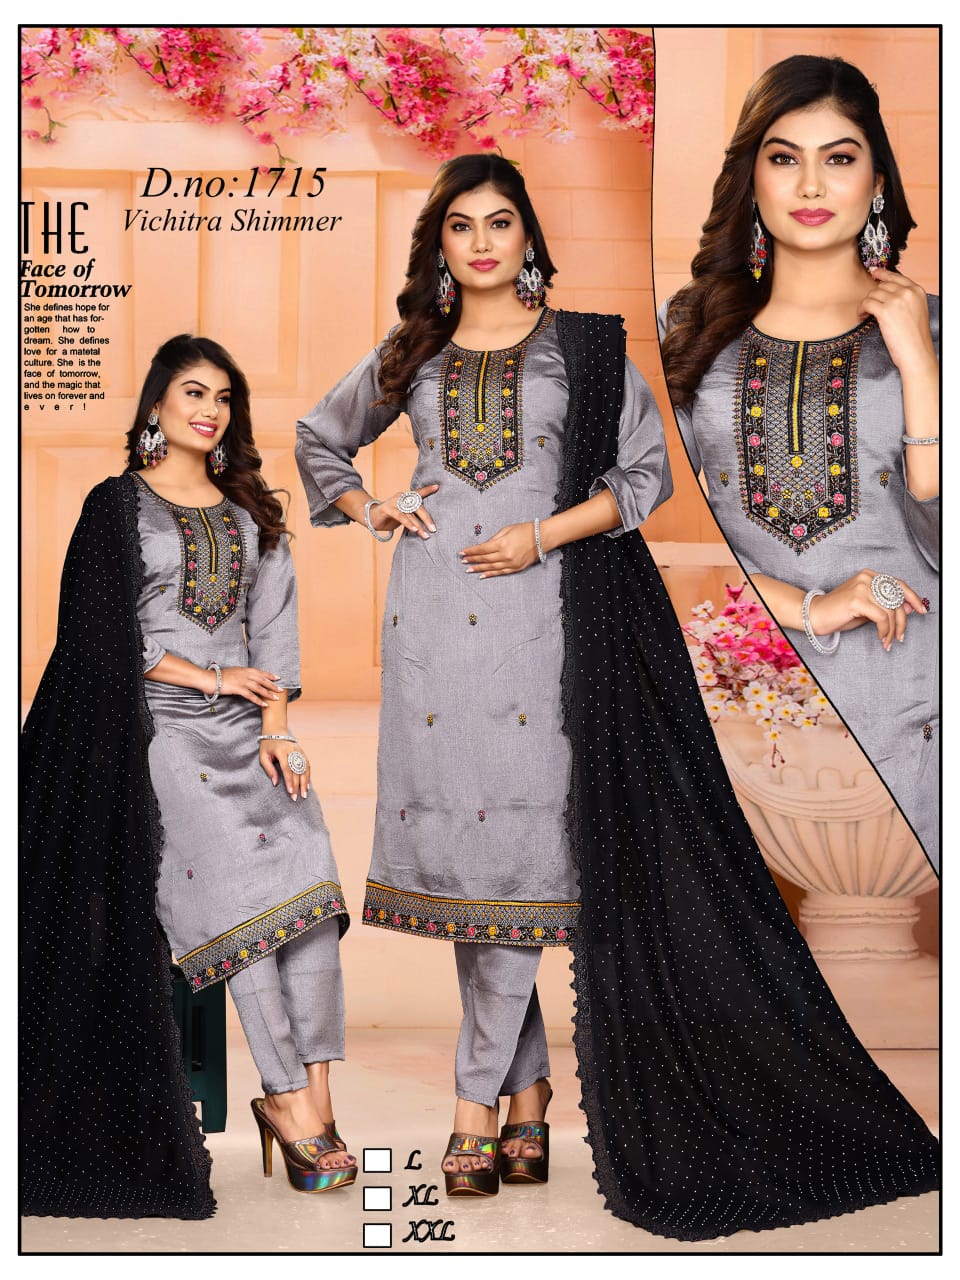 D.no:1715
Vichitra Shimmer
THE
Face of
Tomorrow
She defines hope for
an age that has for-
gotten how to
dream. She defines
love for a matetal
culture. She is the
face of tomorrow,
and the magic that
lives on forever and
e v e r !
L
XL
XXL